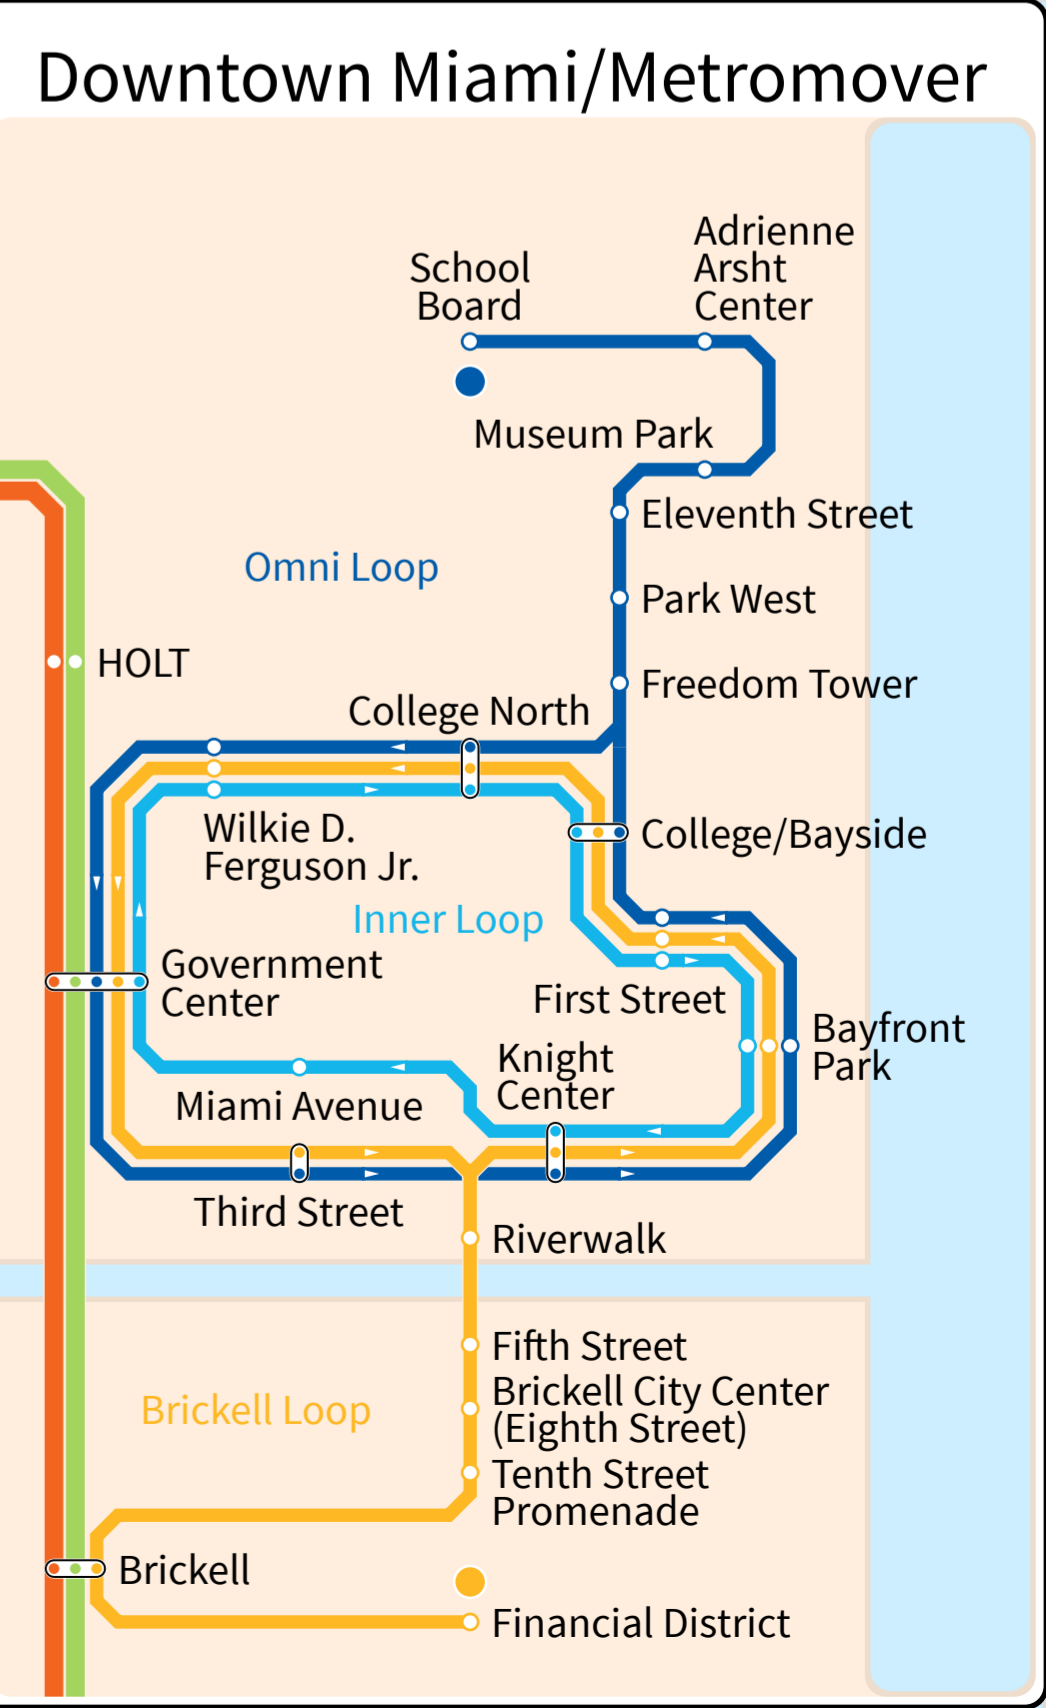 Downtown Miami/Metromover
Adrienne
Arsht
Center
School
Board
Museum Park
Eleventh Street
Omni Loop
Park West
HOLT
Freedom Tower
College North
Wilkie D.
Ferguson Jr.
College/Bayside
Inner Loop
Government
Center
First Street
Bayfront
Park
Knight
Center
Miami Avenue
Third Street
Riverwalk
Fifth Street
Brickell City Center
(Eighth Street)
Brickell Loop
Tenth Street
Promenade
Brickell
Financial District